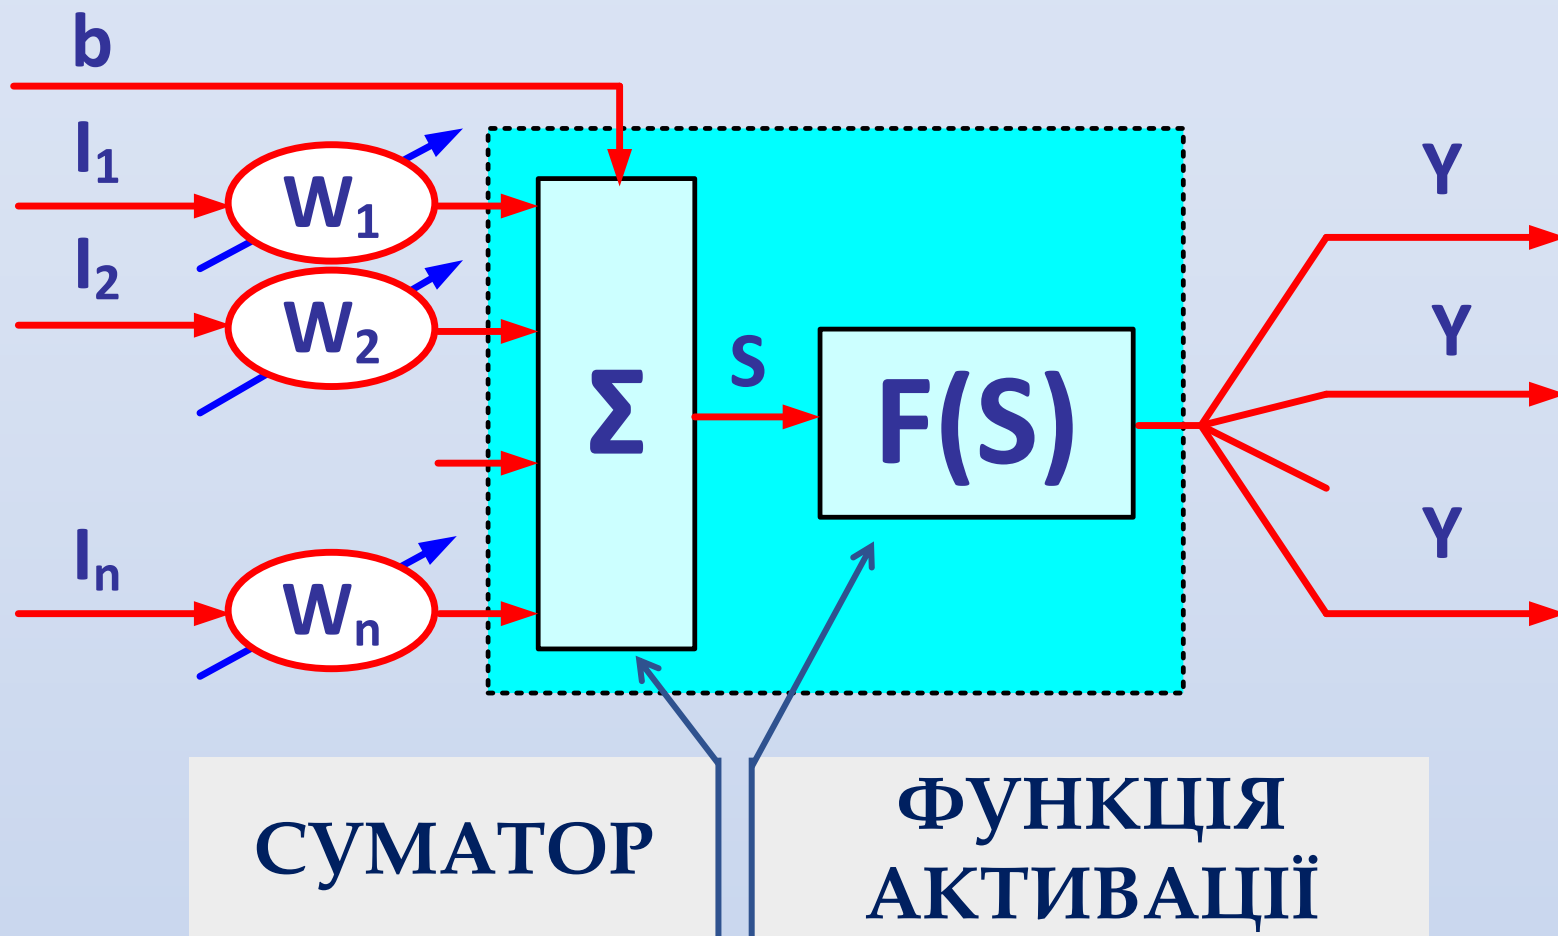 b
I₁
W₁
I₂
W₂
Iₙ
Wₙ
Σ
S
F(S)
Y
Y
Y
СУМАТОР
ФУНКЦІЯ
АКТИВАЦІЇ